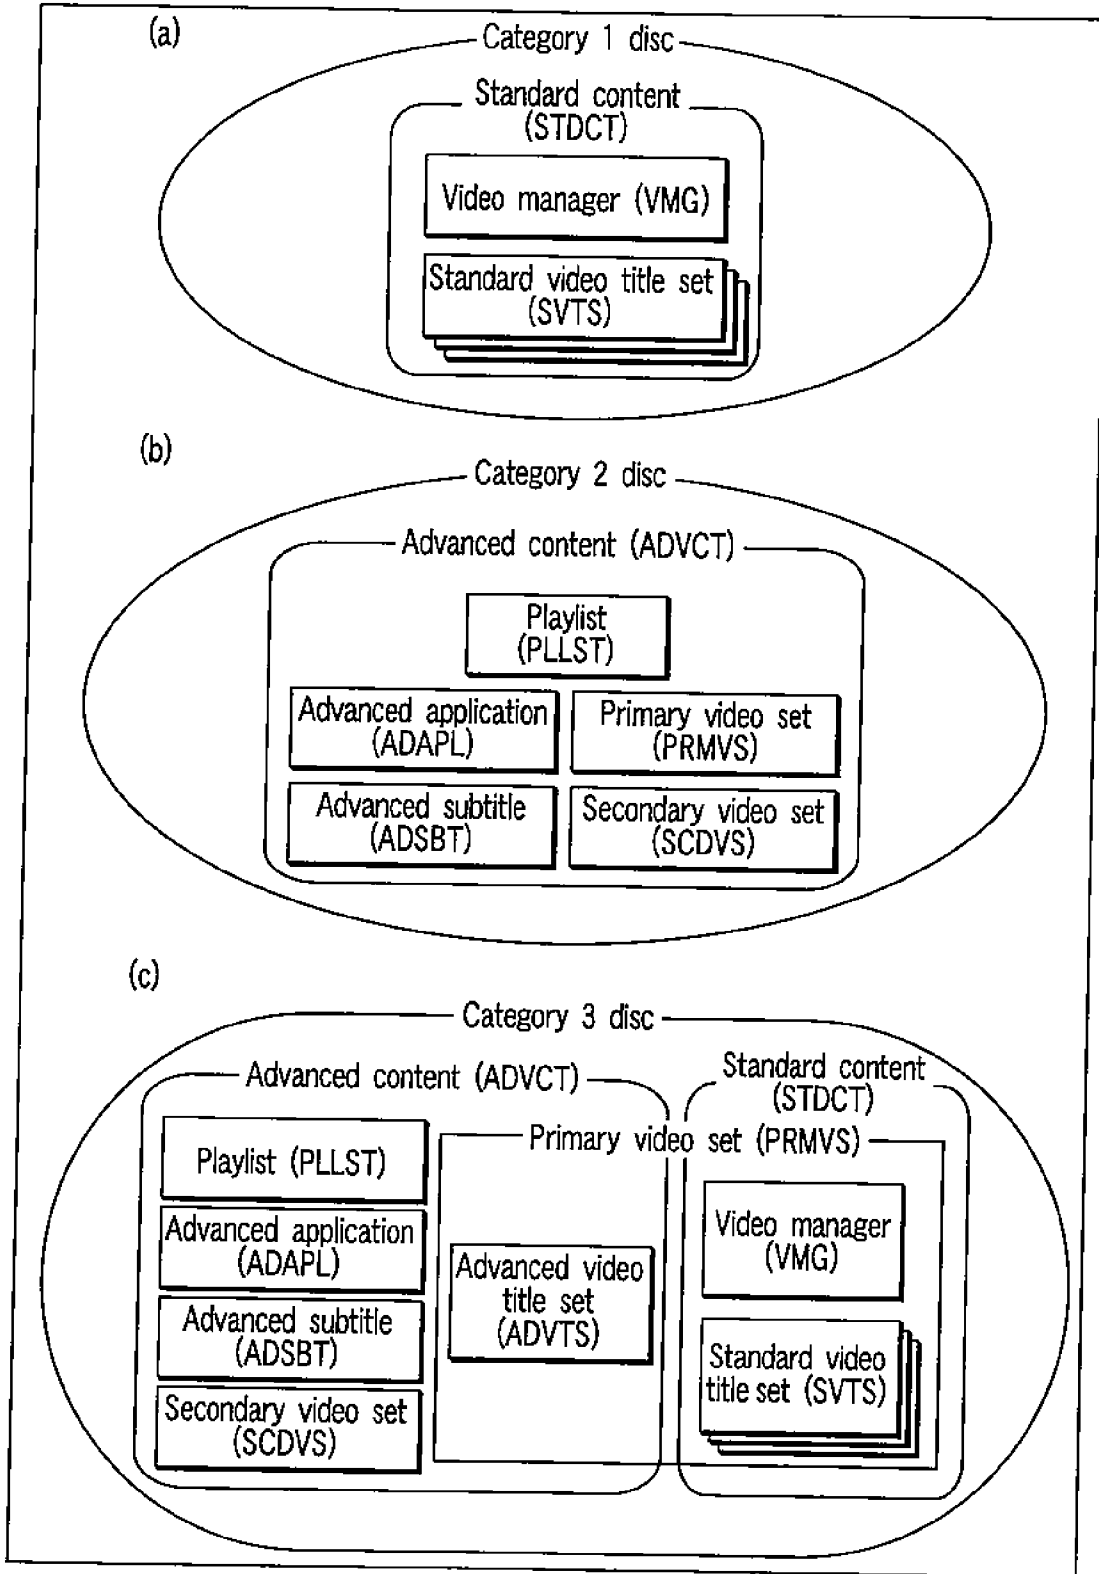 (a)
Category 1 disc
Standard content
(STDCT)
Video manager (VMG)
Standard video title set
(SVTS)
(b)
Category 2 disc
Advanced content (ADVCT)
Playlist
(PLLST)
Advanced application
(ADAPL)
Primary video set
(PRMVS)
Advanced subtitle
(ADSBT)
Secondary video set
(SCDVS)
(c)
Category 3 disc
Advanced content (ADVCT)
Standard content
(STDCT)
Primary video set (PRMVS)
Playlist (PLLST)
Advanced application
(ADAPL)
Advanced subtitle
(ADSBT)
Secondary video set
(SCDVS)
Advanced video
title set
(ADVTS)
Video manager
(VMG)
Standard video
title set (SVTS)